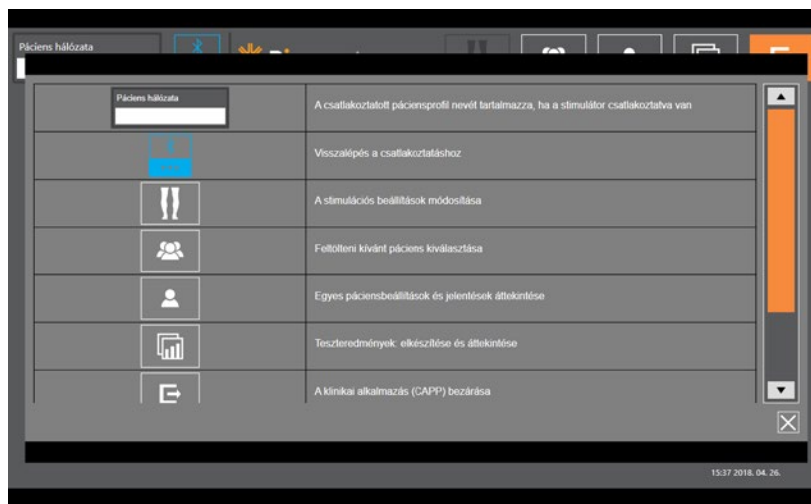 Páciens hálózata
Páciens hálózata
A csatlakoztatott páciensprofil nevét tartalmazza, ha a stimulátor csatlakoztatva van
Visszalépés a csatlakoztatáshoz
A stimulációs beállítások módosítása
Feltölteni kívánt páciens kiválasztása
Egyes páciensbeállítások és jelentések áttekintése
Teszteredmények: elkészítése és áttekintése
A klinikai alkalmazás (CAPP) bezárása
15:37 2018. 04. 26.